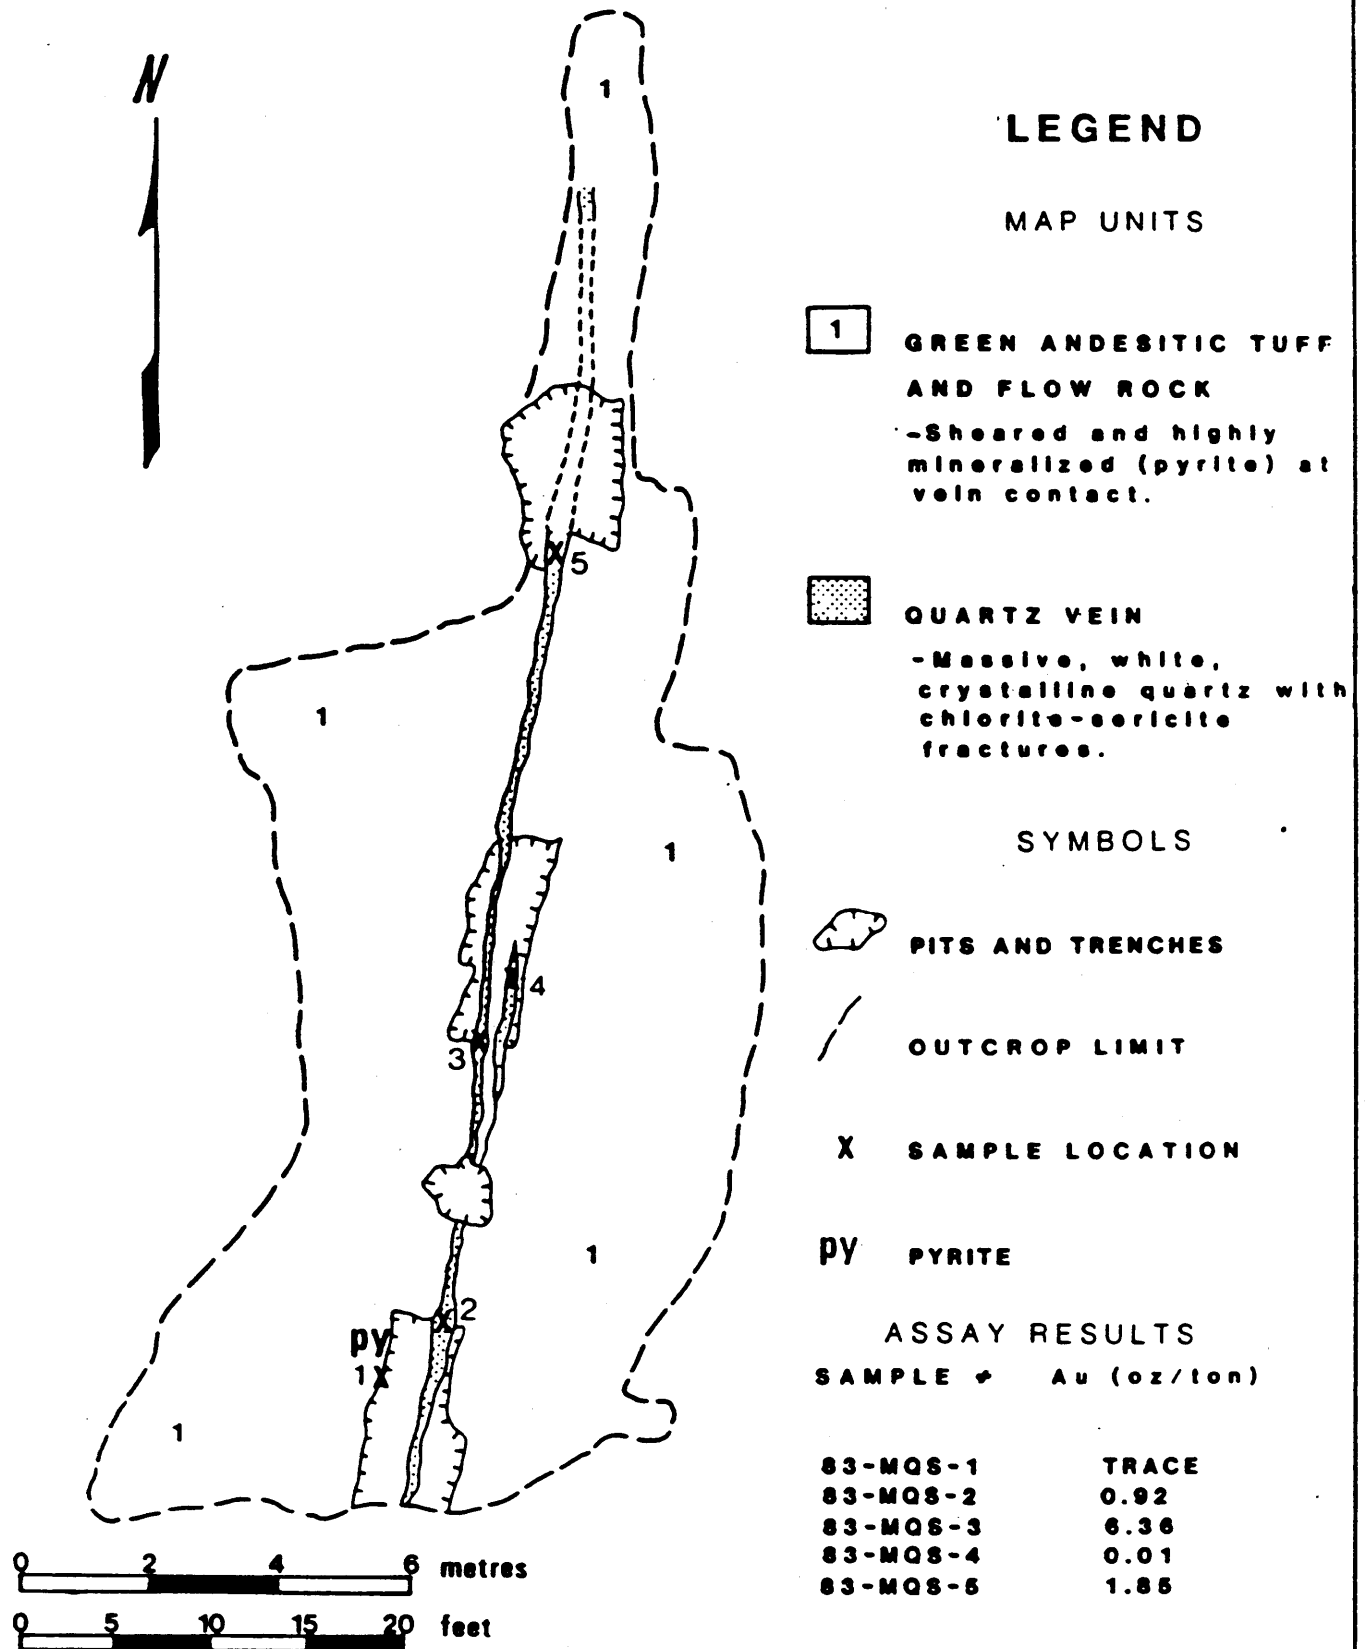 N
1
LEGEND
MAP UNITS
1
GREEN ANDESITIC TUFF
AND FLOW ROCK
-Sheared and highly
mineralized (pyrite) at
vein contact.
5
QUARTZ VEIN
-Massive, white,
crystalline quartz with
chlorite-sericite
fractures.
1
1
SYMBOLS
PITS AND TRENCHES
4
3
OUTCROP LIMIT
X SAMPLE LOCATION
1
py PYRITE
2
py
1
1
ASSAY RESULTS
SAMPLE # Au (oz/ton)
83-MQS-1 TRACE
83-MQS-2 0.92
83-MQS-3 6.36
83-MQS-4 0.01
83-MQS-5 1.85
0 2 4 6 metres
0 5 10 15 20 feet